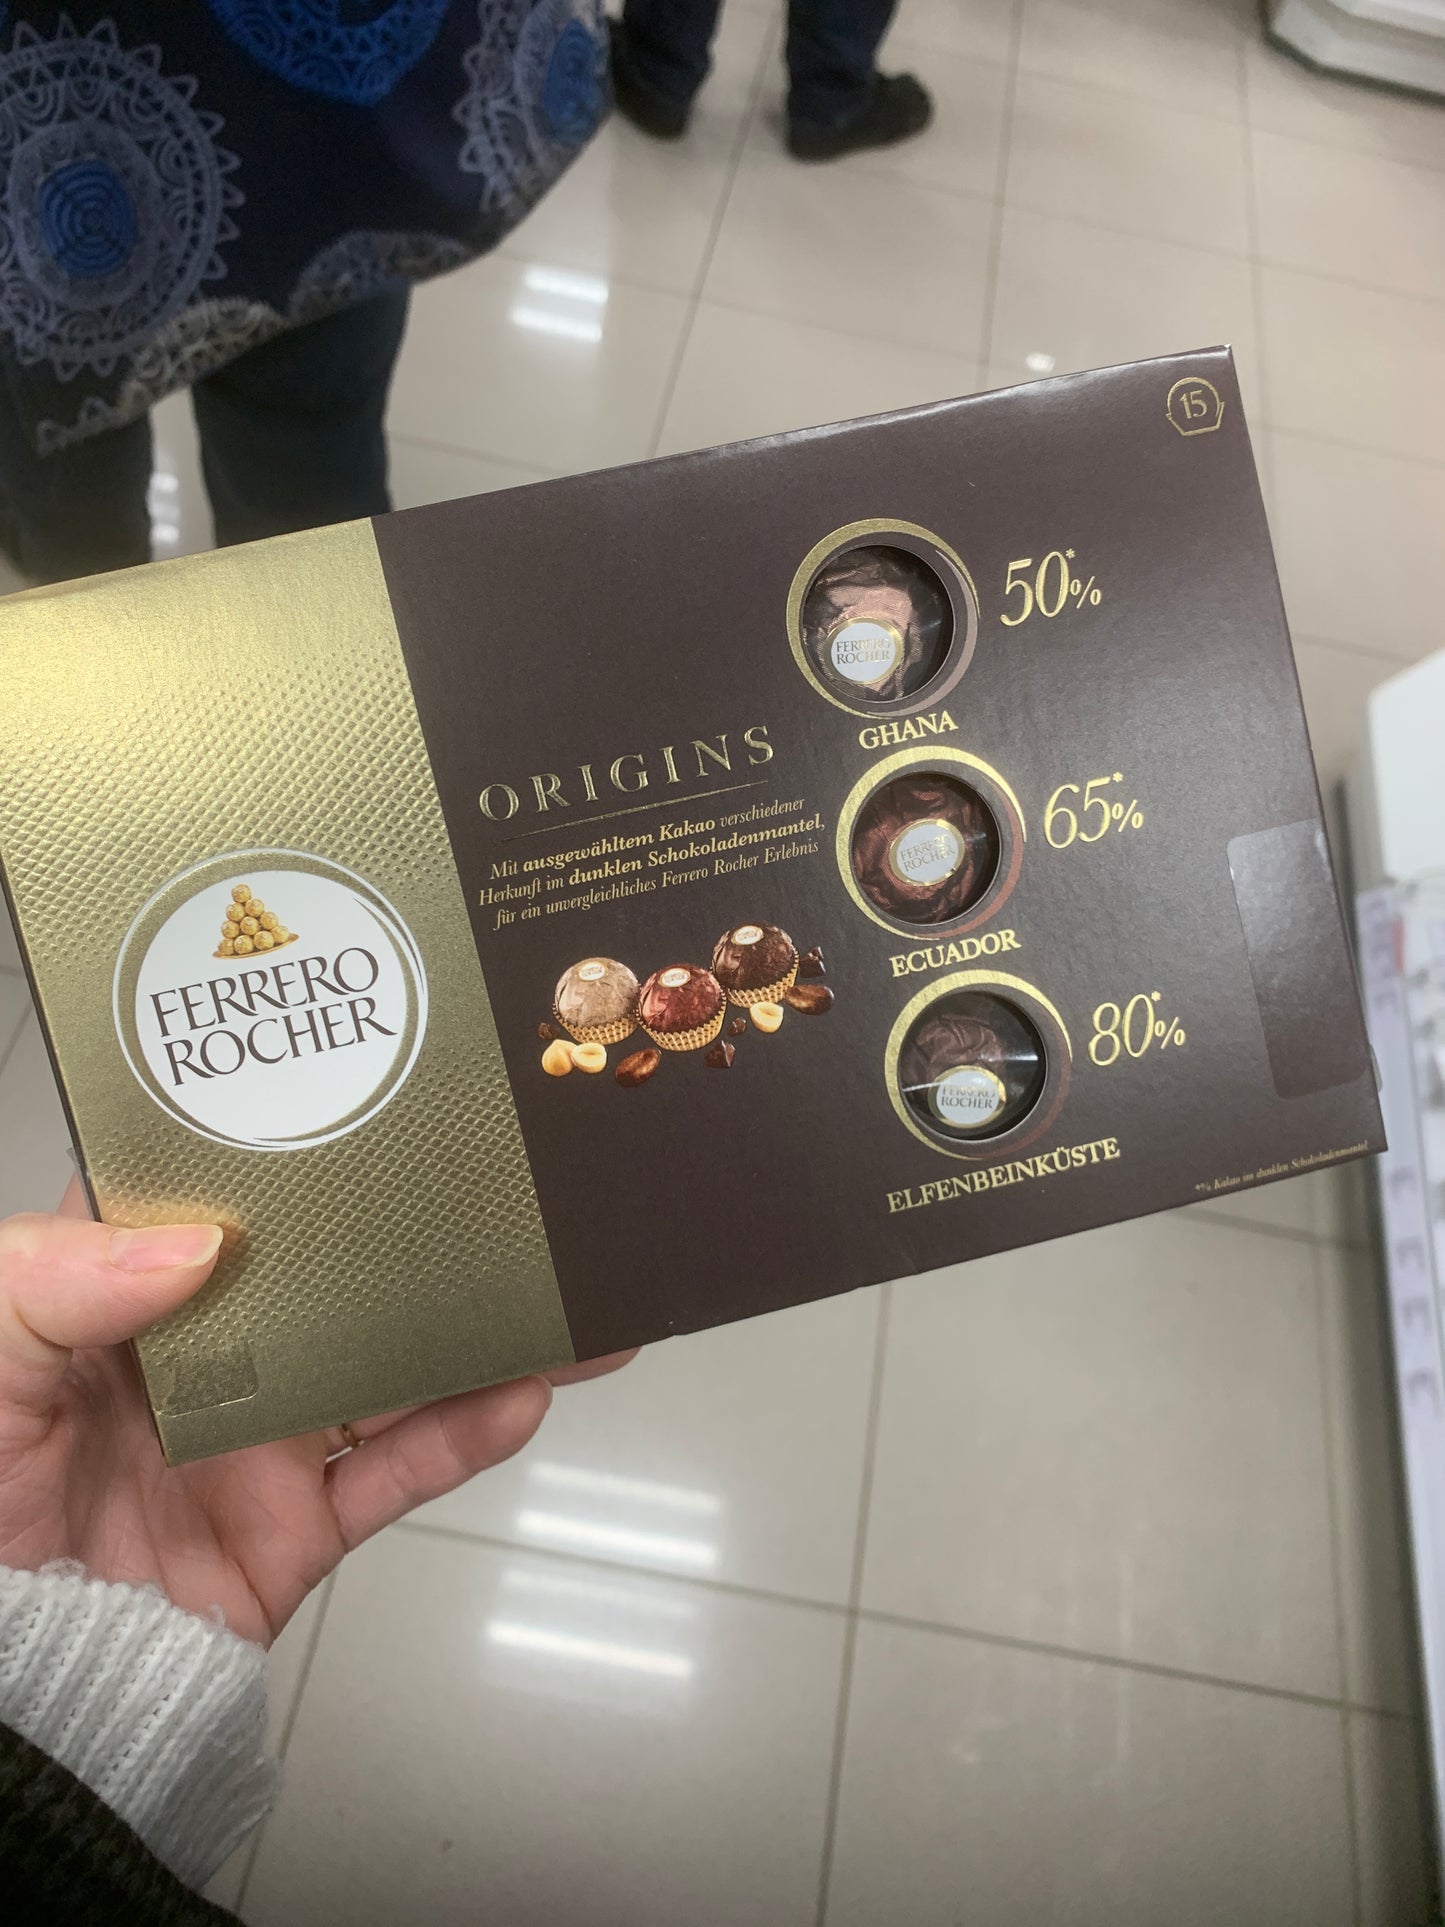 15
FERRERO
ROCHER
ORIGINS
Mit ausgewähltem Kakao verschiedener
Herkunft im dunklen Schokoladenmantel,
für ein unvergleichliches Ferrero Rocher Erlebnis
FERRERO
ROCHER
50*%
GHANA
FERRERO
ROCHER
65*%
ECUADOR
FERRERO
ROCHER
80*%
ELFENBEINKÜSTE
*% Kakao im dunklen Schokoladenmantel